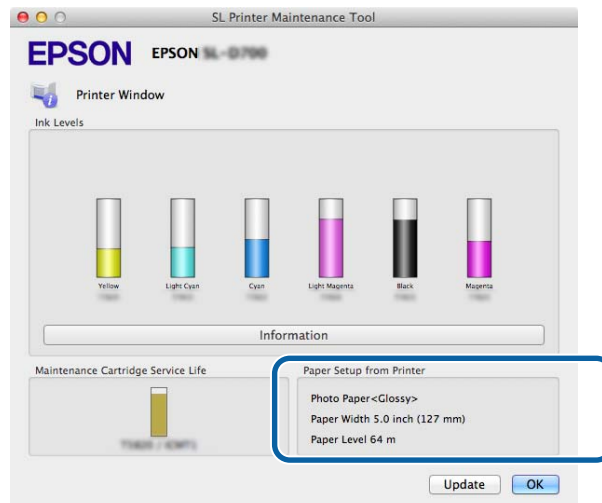 SL Printer Maintenance Tool
EPSON EPSON
Printer Window
Ink Levels
Yellow Light Cyan Cyan Light Magenta Black Magenta
Information
Maintenance Cartridge Service Life Paper Setup from Printer
Photo Paper<Glossy>
Paper Width 5.0 inch (127 mm)
Paper Level 64 m
Update OK